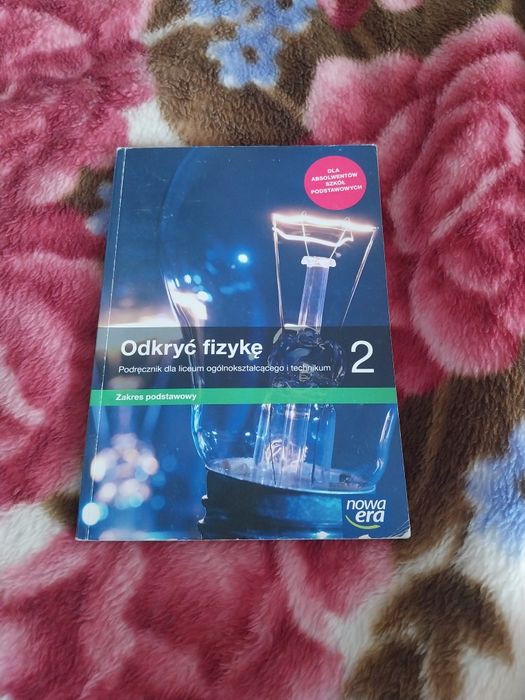 DLA
ABSOLWENTÓW
SZKÓŁ
PODSTAWOWYCH
Odkryć fizykę
2
Podręcznik dla liceum ogólnokształcącego i technikum
Zakres podstawowy
nowa
era